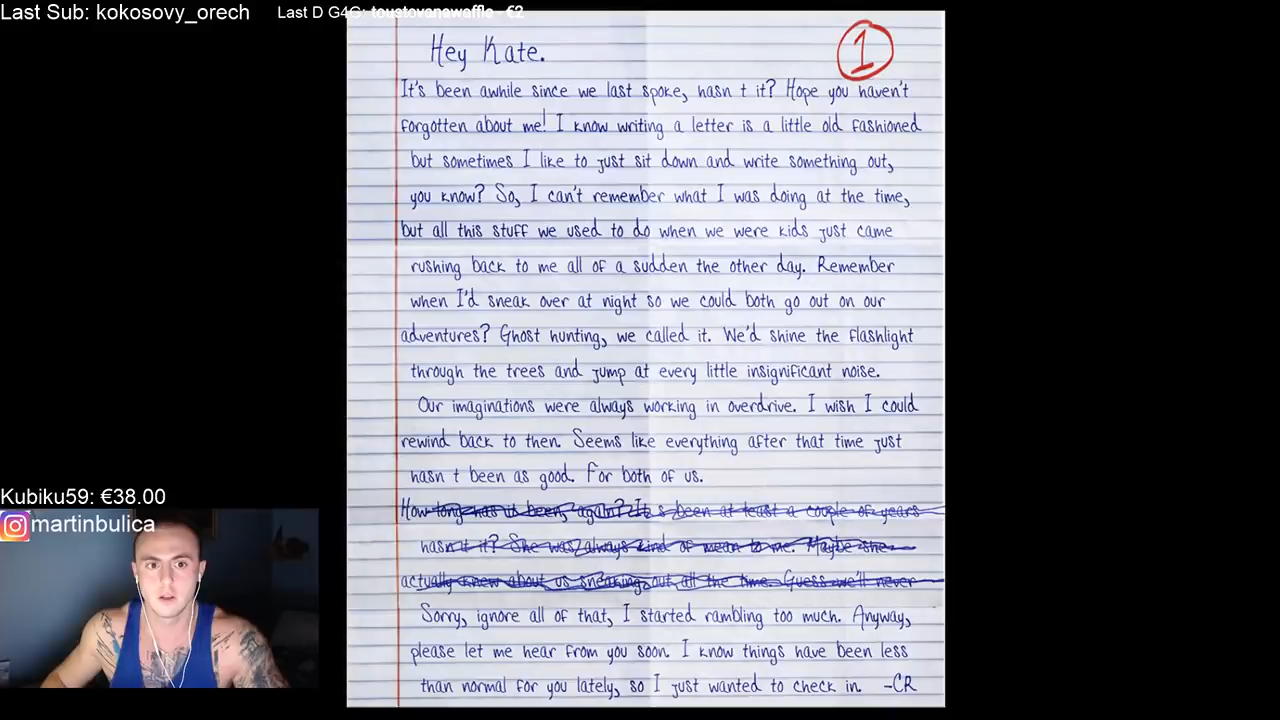 Last Sub: kokosovy_orech
Last D G4G: toustovanewaffle - €2
1
Hey Kate.
It's been awhile since we last spoke, hasn t it? Hope you haven't
forgotten about me! I know writing a letter is a little old fashioned
but sometimes I like to just sit down and write something out,
you know? So, I can't remember what I was doing at the time,
but all this stuff we used to do when we were kids just came
rushing back to me all of a sudden the other day. Remember
when I'd sneak over at night so we could both go out on our
adventures? Ghost hunting, we called it. We'd shine the flashlight
through the trees and jump at every little insignificant noise.
Our imaginations were always working in overdrive. I wish I could
rewind back to then. Seems like everything after that time just
hasn t been as good. For both of us.
How long has it been, again? It s been at least a couple of years
hasn t it? She was always kind of mean to me. Maybe she
actually knew about us sneaking out all the time. Guess we'll never
Sorry, ignore all of that, I started rambling too much. Anyway,
please let me hear from you soon. I know things have been less
than normal for you lately, so I just wanted to check in. -CR
Kubiku59: €38.00
martinbulica